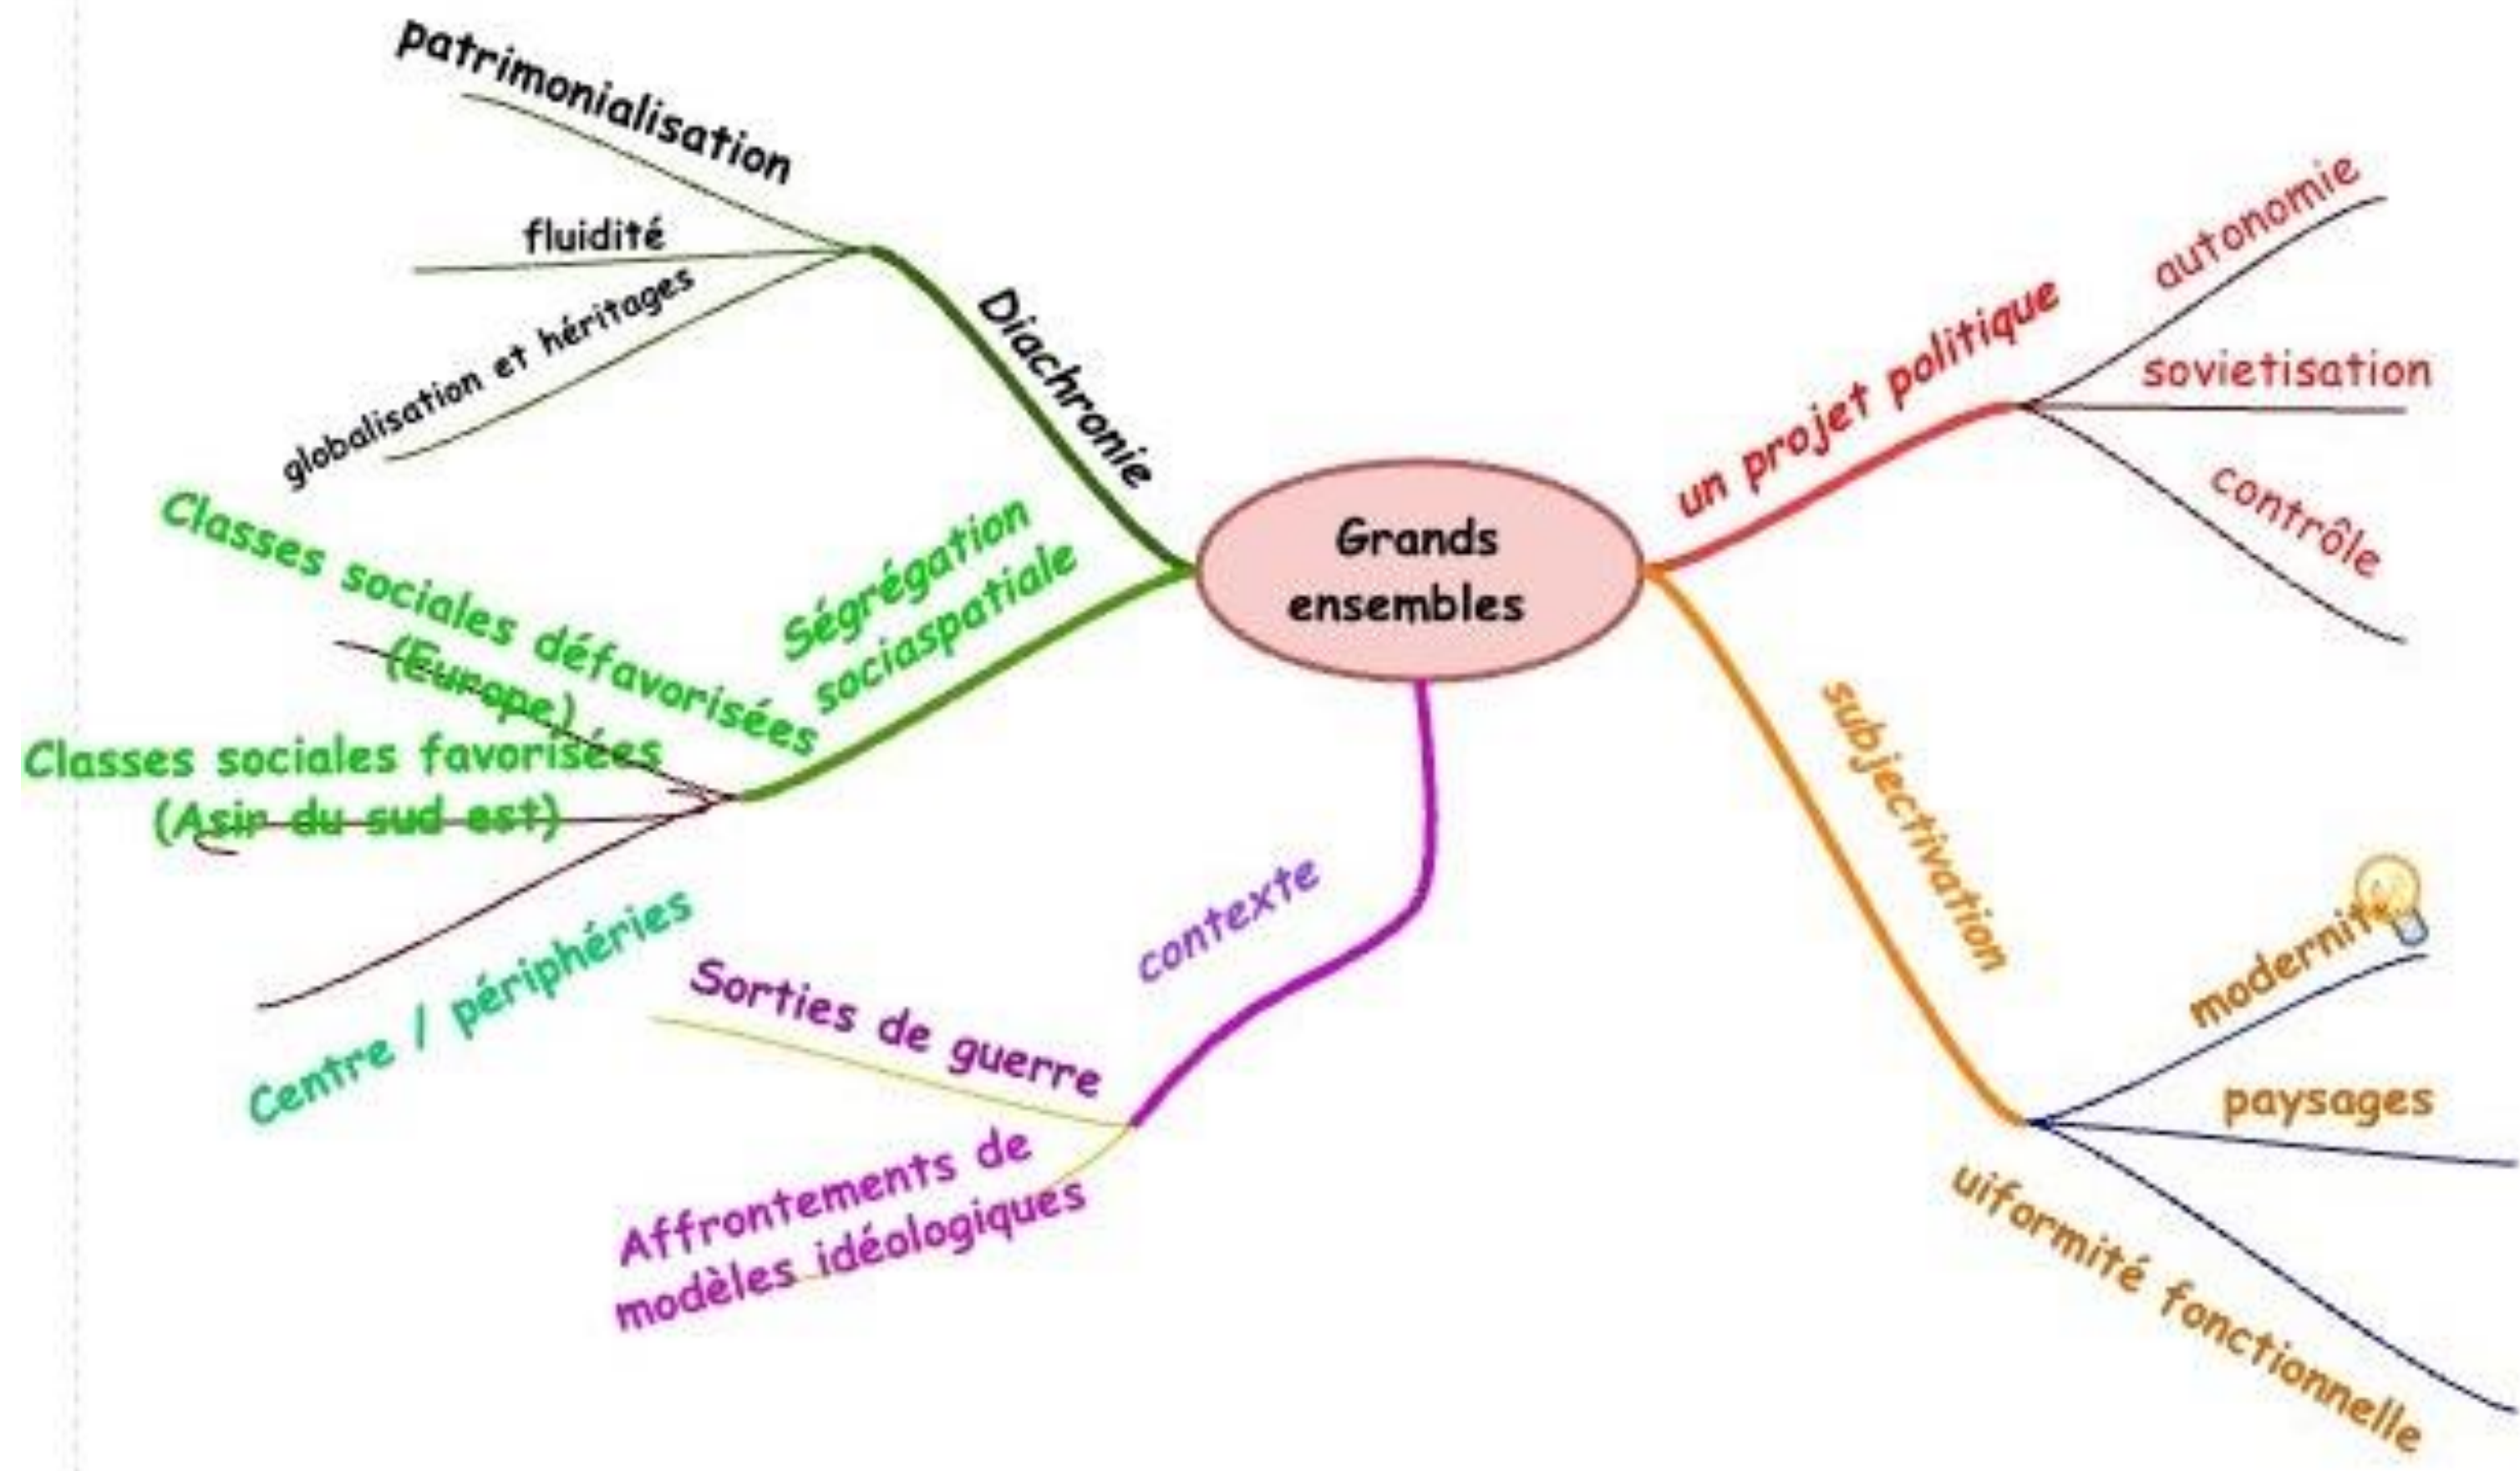 patrimonialisation
fluidité
globalisation et héritages
Diachronie
Classes sociales défavorisées
(Europe)
Classes sociales favorisées
(Asir du sud est)
Centre / périphéries
Ségrégation
sociaspatiale
Grands
ensembles
un projet politique
autonomie
sovietisation
contrôle
subjectivation
modernit
paysages
uiformité fonctionnelle
contexte
Sorties de guerre
Affrontements de
modèles idéologiques